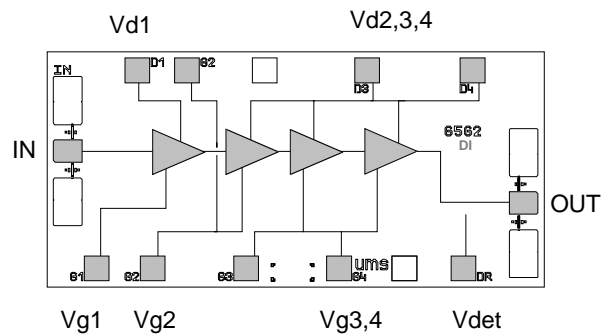 Vd1 Vd2,3,4
IN D1 G2 D3 D4
6562
DI
IN
OUT
G1 G2 G3 ums G4 DR
Vg1 Vg2 Vg3,4 Vdet